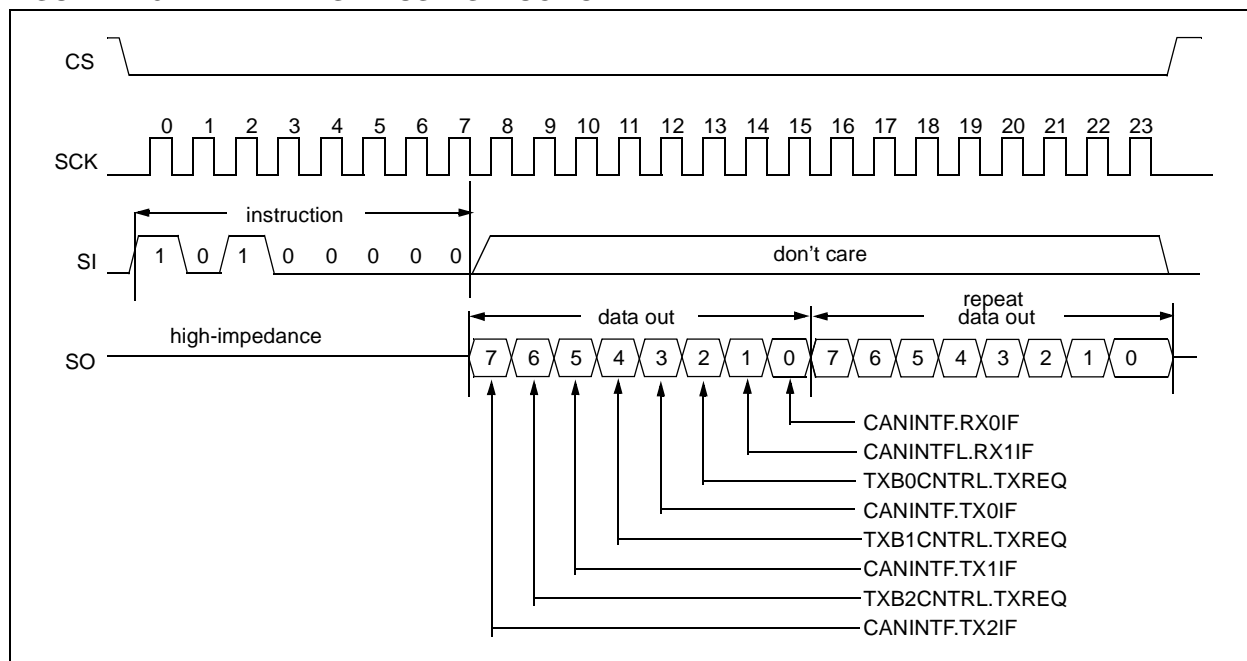 CS
0 1 2 3 4 5 6 7 8 9 10 11 12 13 14 15 16 17 18 19 20 21 22 23
SCK
instruction
SI
1 0 1 0 0 0 0 0
don't care
repeat
data out
data out
high-impedance
SO
7 6 5 4 3 2 1 0 7 6 5 4 3 2 1 0
CANINTF.RX0IF
CANINTFL.RX1IF
TXB0CNTRL.TXREQ
CANINTF.TX0IF
TXB1CNTRL.TXREQ
CANINTF.TX1IF
TXB2CNTRL.TXREQ
CANINTF.TX2IF